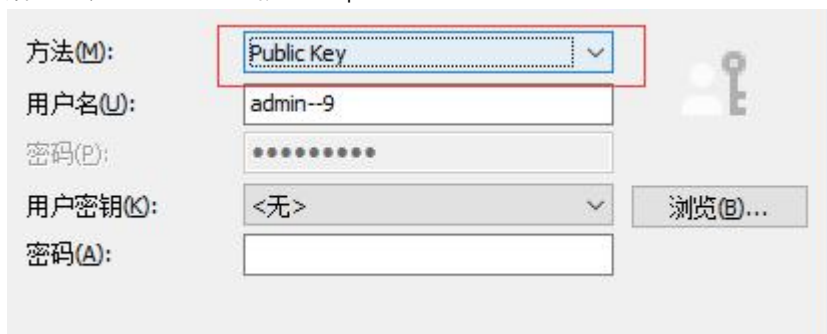 方法(M): Public Key
用户名(U): admin--9
密码(P): •••••••••
用户密钥(K): <无> 浏览(B)...
密码(A):